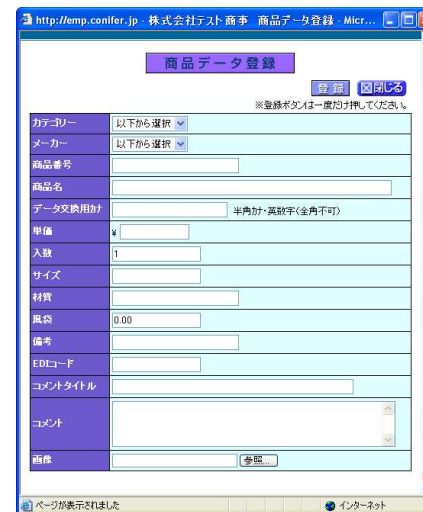 http://emp.conifer.jp - 株式会社テスト商事 商品データ登録 - Micr...
商品データ登録
登録 閉じる
※登録ボタンは一度だけ押してください。
カテゴリー 以下から選択
メーカー 以下から選択
商品番号
商品名
データ交換用カナ 半角カナ・英数字(全角不可)
単価 ¥
入数 1
サイズ
材質
風袋 0.00
備考
EDIコード
コメントタイトル
コメント
画像 参照...
ページが表示されました インターネット